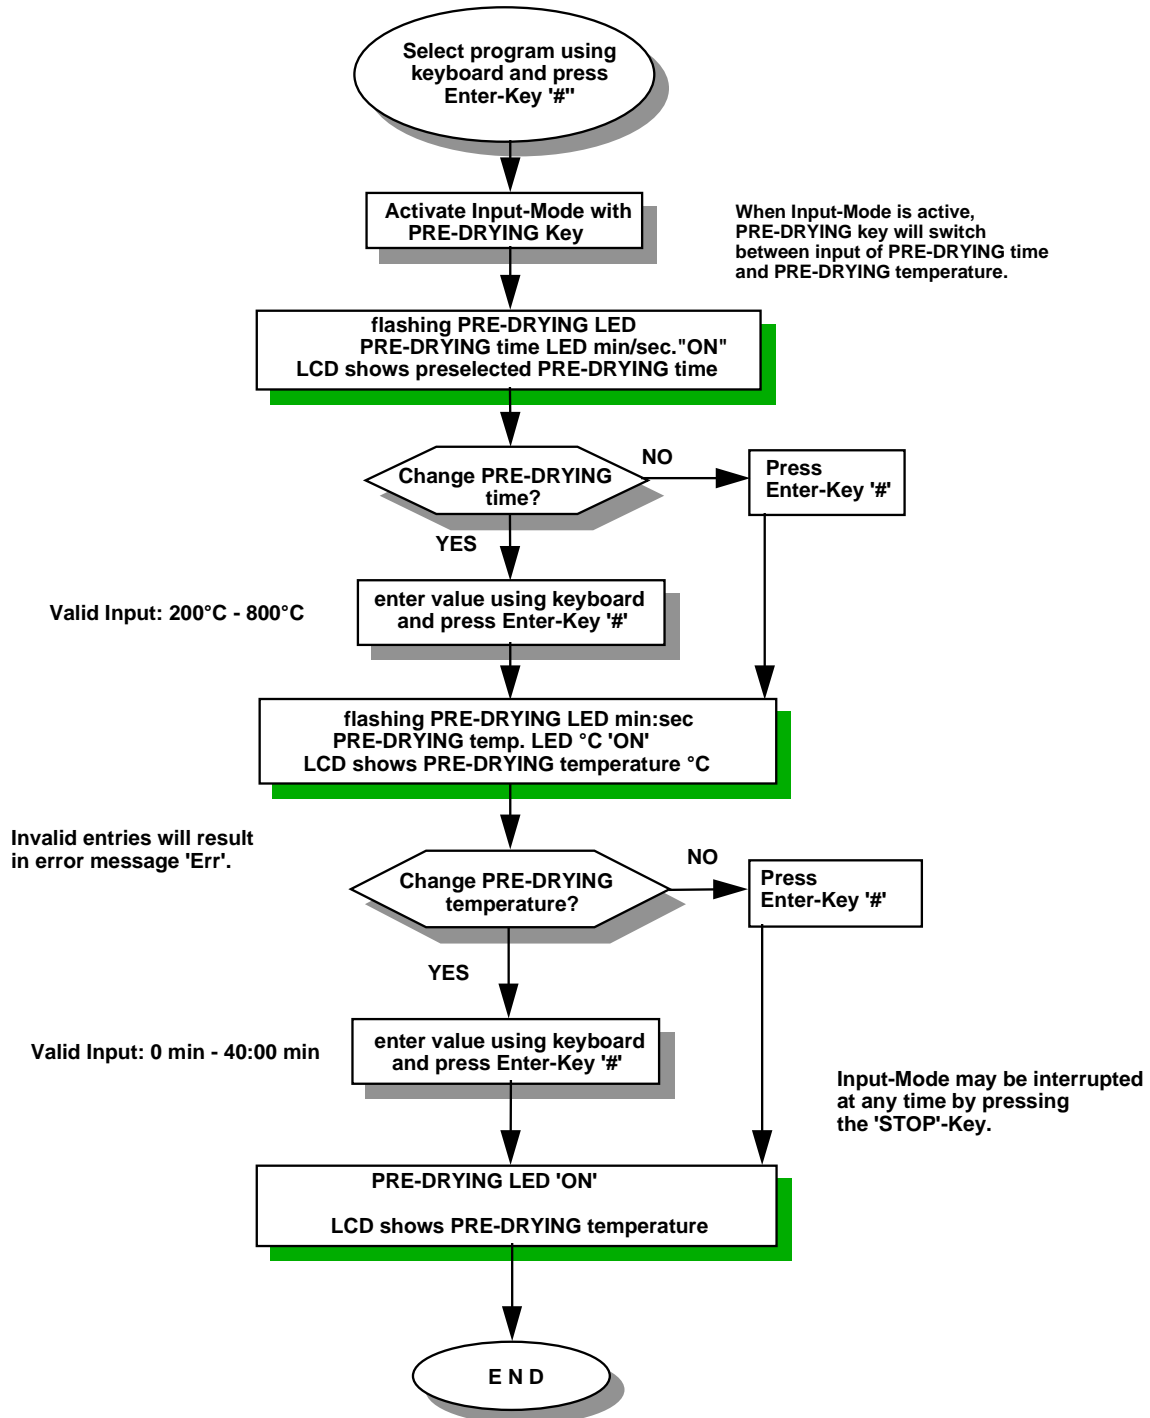 Select program using
keyboard and press
Enter-Key '#"
Activate Input-Mode with
PRE-DRYING Key
When Input-Mode is active,
PRE-DRYING key will switch
between input of PRE-DRYING time
and PRE-DRYING temperature.
flashing PRE-DRYING LED
PRE-DRYING time LED min/sec."ON"
LCD shows preselected PRE-DRYING time
Change PRE-DRYING
time?
NO
Press
Enter-Key '#'
YES
Valid Input: 200°C - 800°C
enter value using keyboard
and press Enter-Key '#'
flashing PRE-DRYING LED min:sec
PRE-DRYING temp. LED °C 'ON'
LCD shows PRE-DRYING temperature °C
Invalid entries will result
in error message 'Err'.
Change PRE-DRYING
temperature?
NO
Press
Enter-Key '#'
YES
Valid Input: 0 min - 40:00 min
enter value using keyboard
and press Enter-Key '#'
Input-Mode may be interrupted
at any time by pressing
the 'STOP'-Key.
PRE-DRYING LED 'ON'
LCD shows PRE-DRYING temperature
E N D